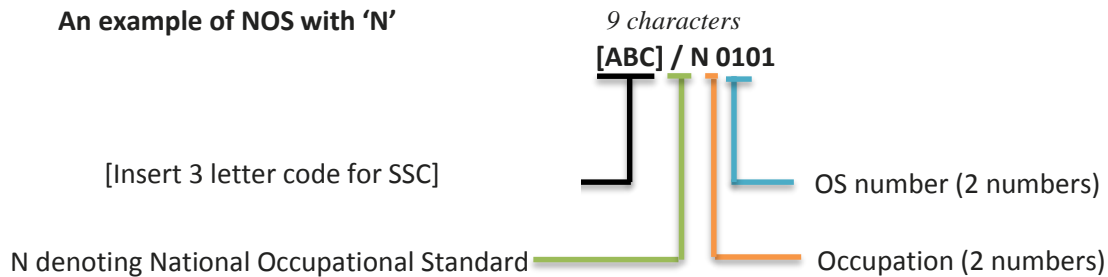 An example of NOS with ‘N’
9 characters
[ABC] / N 0101
[Insert 3 letter code for SSC]
OS number (2 numbers)
N denoting National Occupational Standard
Occupation (2 numbers)